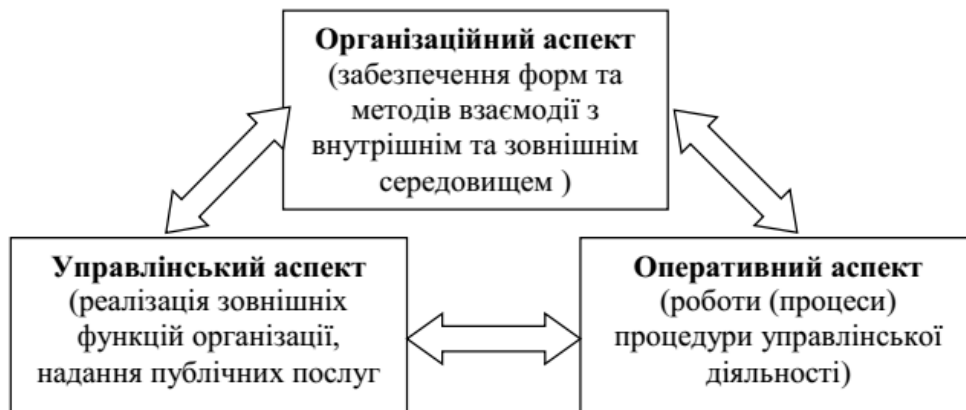 Організаційний аспект
(забезпечення форм та
методів взаємодії з
внутрішнім та зовнішнім
середовищем )
Управлінський аспект
(реалізація зовнішніх
функцій організації,
надання публічних послуг
Оперативний аспект
(роботи (процеси)
процедури управлінської
діяльності)